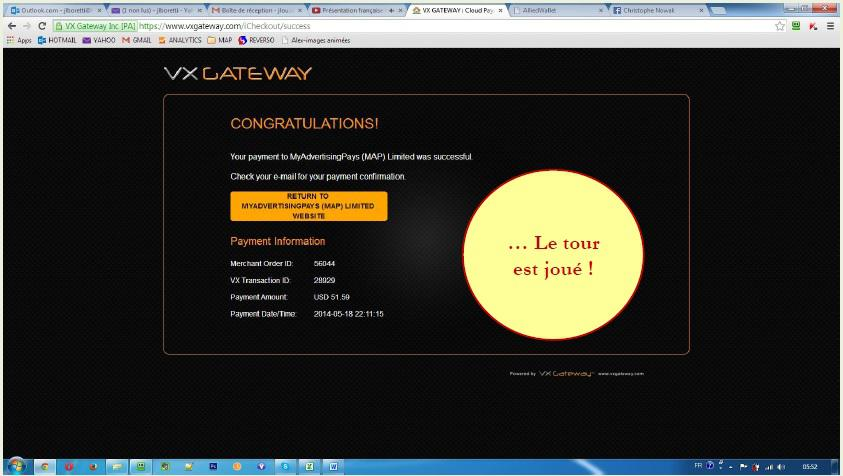 Outlook.com - jlboretti@
(1 non lu) - jlboretti - Yah
Boîte de réception - jlou
Présentation française
VX GATEWAY | Cloud Pay
AlliedWallet
Christophe Nowak
VX Gateway Inc [PA] https://www.vxgateway.com/iCheckout/success
Apps HOTMAIL YAHOO GMAIL ANALYTICS MAP REVERSO Alex-images animées
VX GATEWAY
CONGRATULATIONS!
Your payment to MyAdvertisingPays (MAP) Limited was successful.
Check your e-mail for your payment confirmation.
RETURN TO
MYADVERTISINGPAYS (MAP) LIMITED
WEBSITE
... Le tour
est joué !
Payment Information
Merchant Order ID: 56044
VX Transaction ID: 28929
Payment Amount: USD 51.59
Payment Date/Time: 2014-05-18 22:11:15
Powered by VX Gateway www.vxgateway.com
FR 05:52